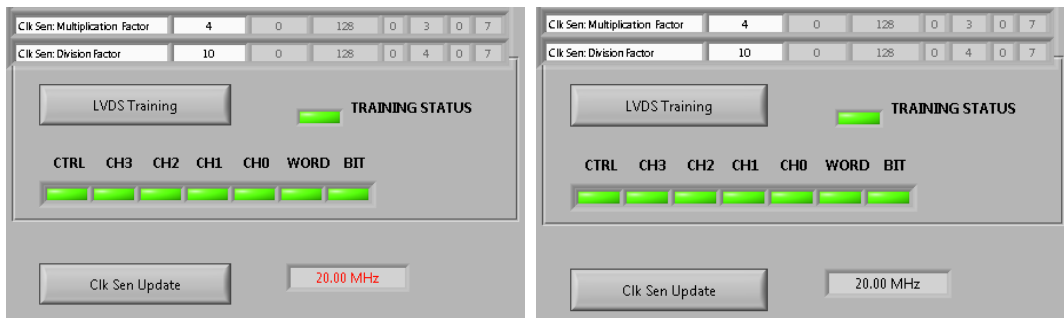 Clk Sen: Multiplication Factor 4 0 128 0 3 0 7
Clk Sen: Division Factor 10 0 128 0 4 0 7
LVDS Training
TRAINING STATUS
CTRL CH3 CH2 CH1 CH0 WORD BIT
Clk Sen Update
20.00 MHz
Clk Sen: Multiplication Factor 4 0 128 0 3 0 7
Clk Sen: Division Factor 10 0 128 0 4 0 7
LVDS Training
TRAINING STATUS
CTRL CH3 CH2 CH1 CH0 WORD BIT
Clk Sen Update
20.00 MHz